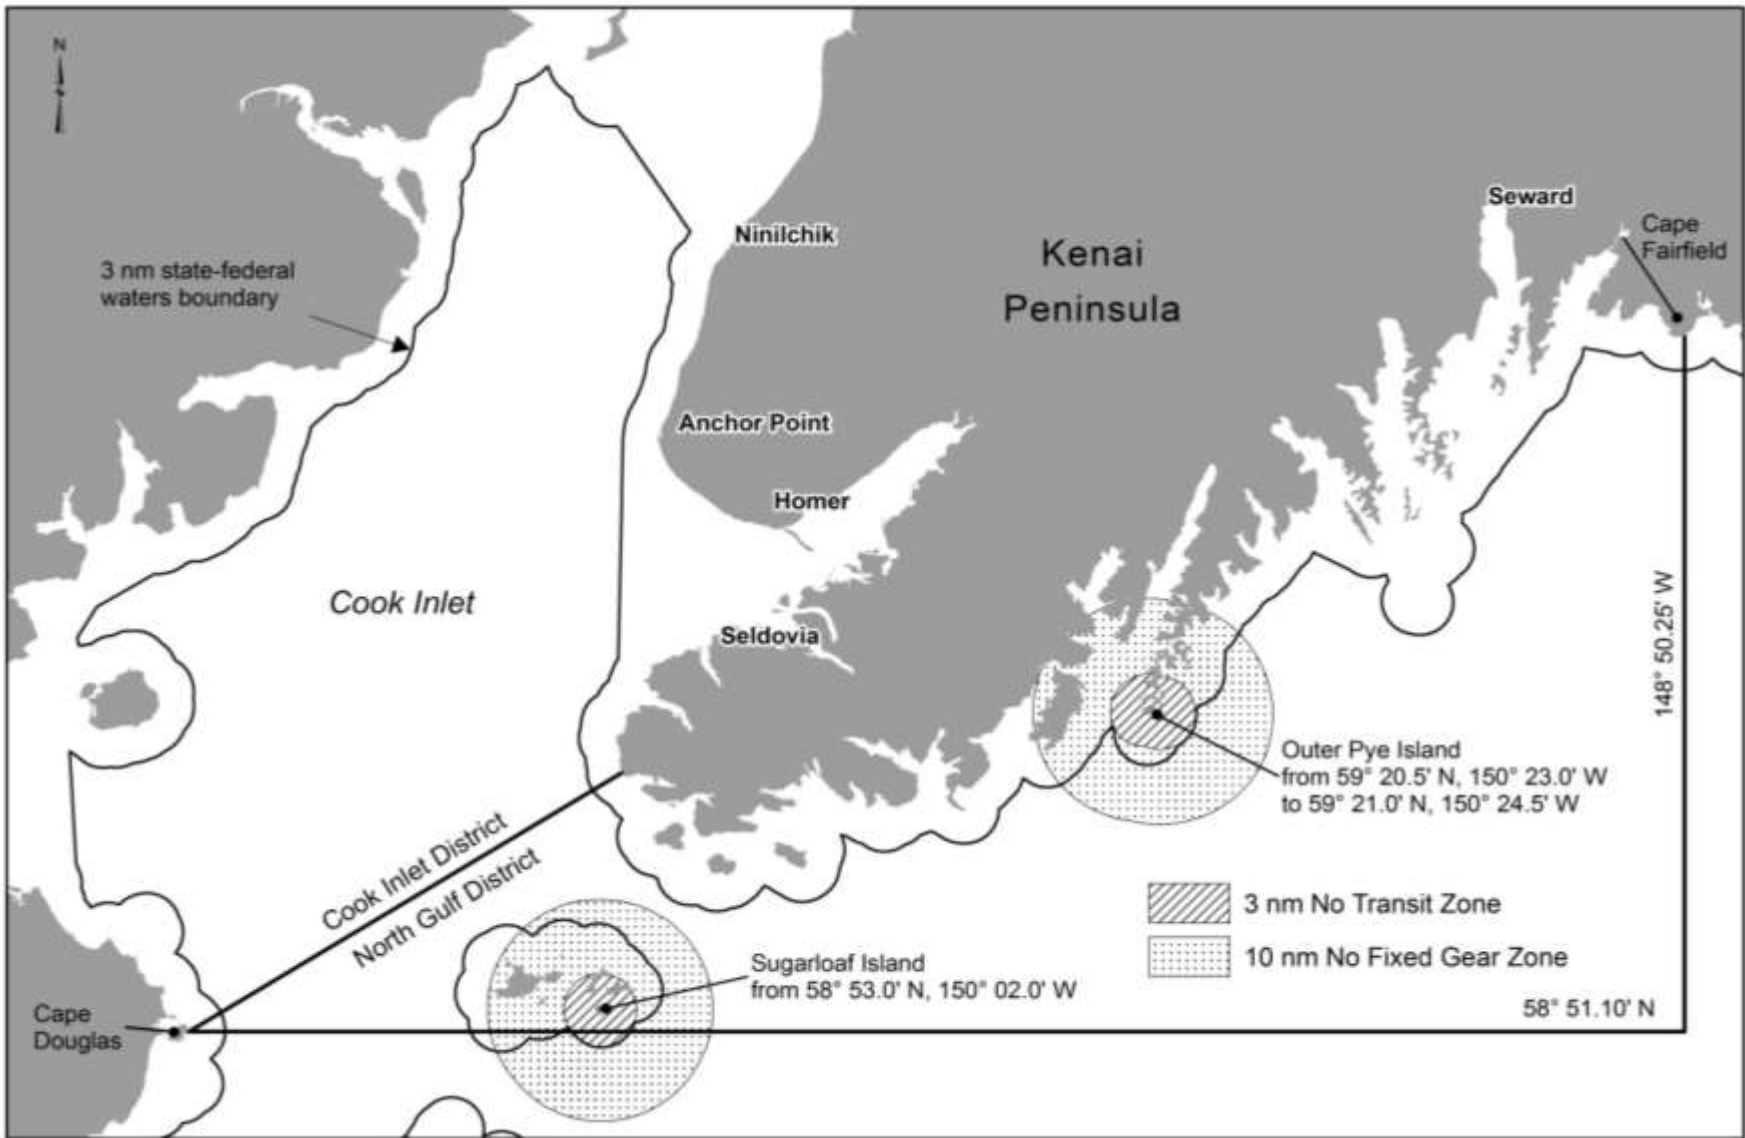 N
Seward
Cape
Fairfield
Ninilchik
Kenai
Peninsula
3 nm state-federal
waters boundary
Anchor Point
Homer
Cook Inlet
Seldovia
148° 50.25' W
Outer Pye Island
from 59° 20.5' N, 150° 23.0' W
to 59° 21.0' N, 150° 24.5' W
Cook Inlet District
North Gulf District
3 nm No Transit Zone
10 nm No Fixed Gear Zone
Sugarloaf Island
from 58° 53.0' N, 150° 02.0' W
58° 51.10' N
Cape
Douglas